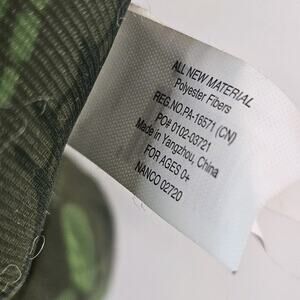 ALL NEW MATERIAL
Polyester Fibers
REG.NO.PA-16571 (CN)
PO# 0102-03721
Made in Yangzhou, China
FOR AGES 0+
NANCO 02720